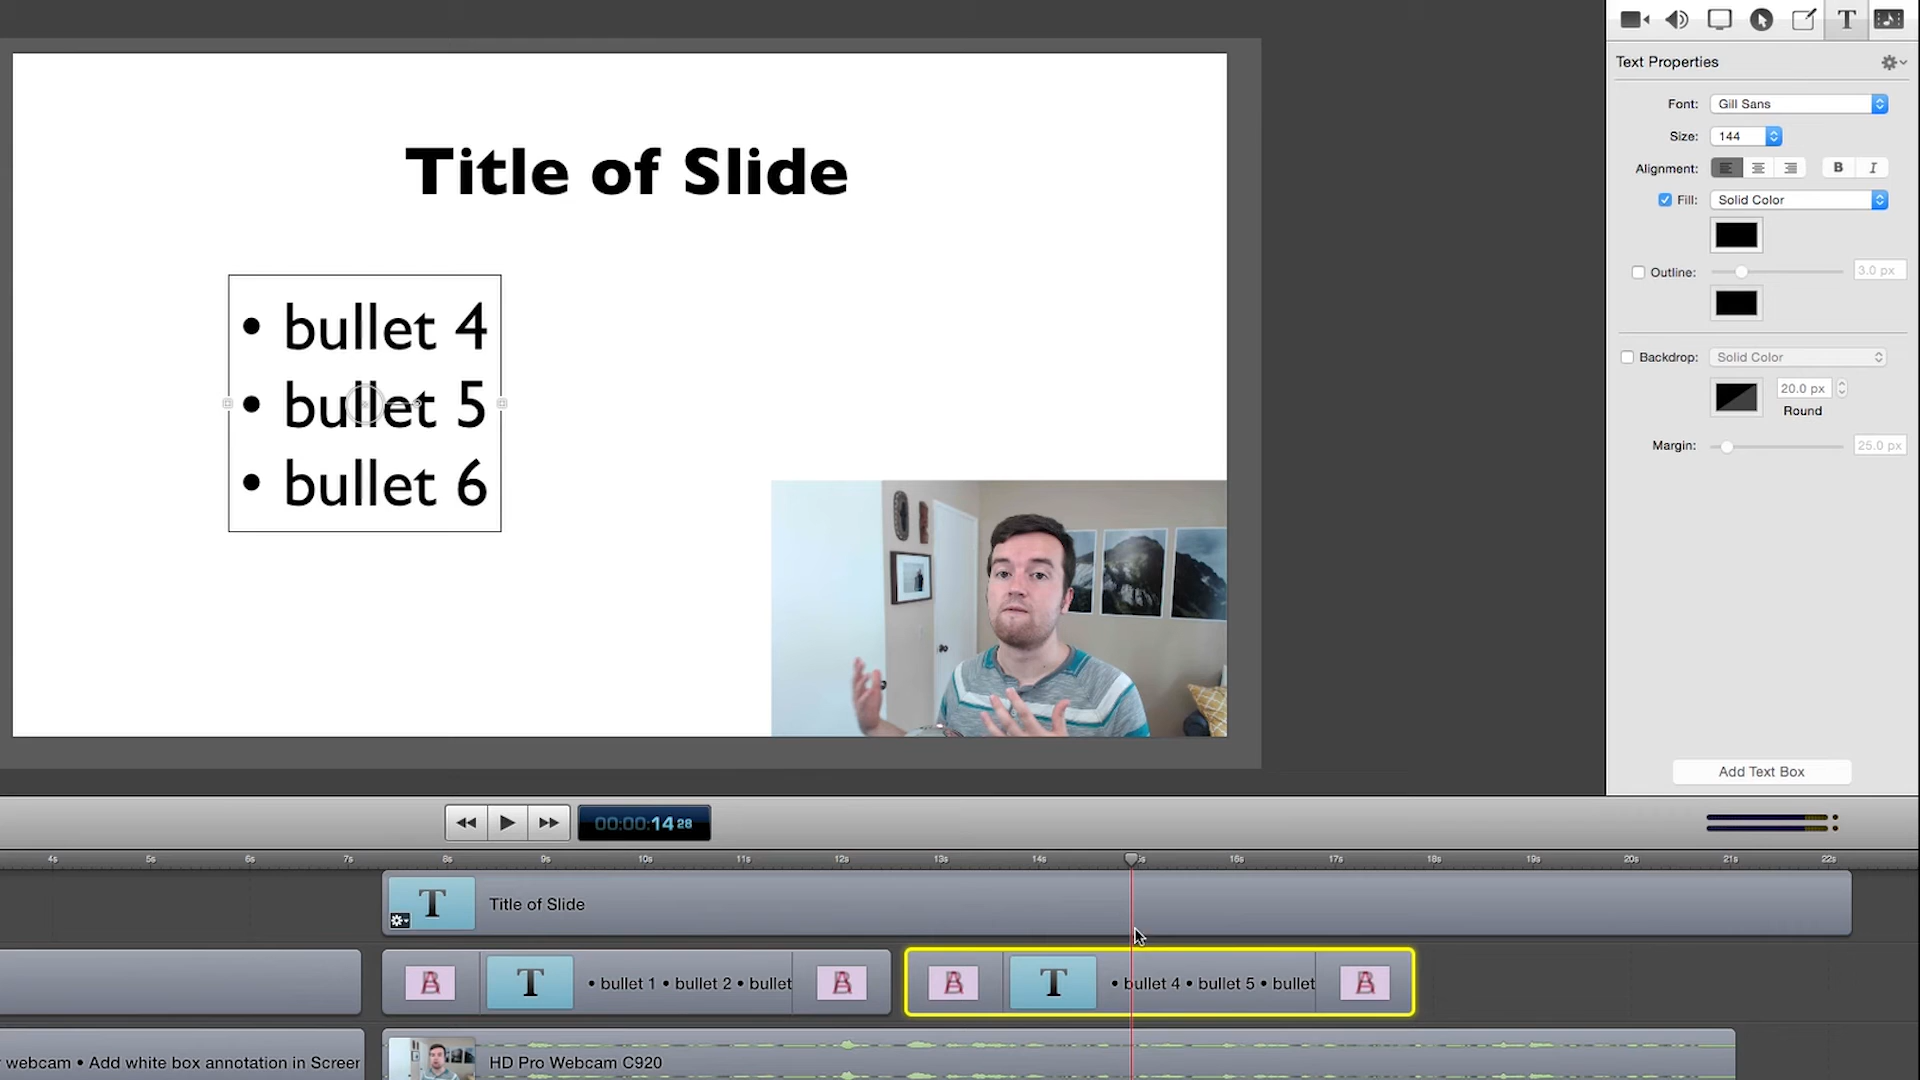 T
Text Properties
Font: Gill Sans
Size: 144
Alignment: B I
Fill: Solid Color
Outline: 3.0 px
Backdrop: Solid Color
20.0 px
Round
Margin: 25.0 px
Add Text Box
Title of Slide
• bullet 4
• bullet 5
• bullet 6
00:00:14 28
4s 5s 6s 7s 8s 9s 10s 11s 12s 13s 14s 5s 16s 17s 18s 19s 20s 21s 22s
T Title of Slide
A T • bullet 1 • bullet 2 • bullet A A T • bullet 4 • bullet 5 • bullet A
webcam • Add white box annotation in Screer HD Pro Webcam C920